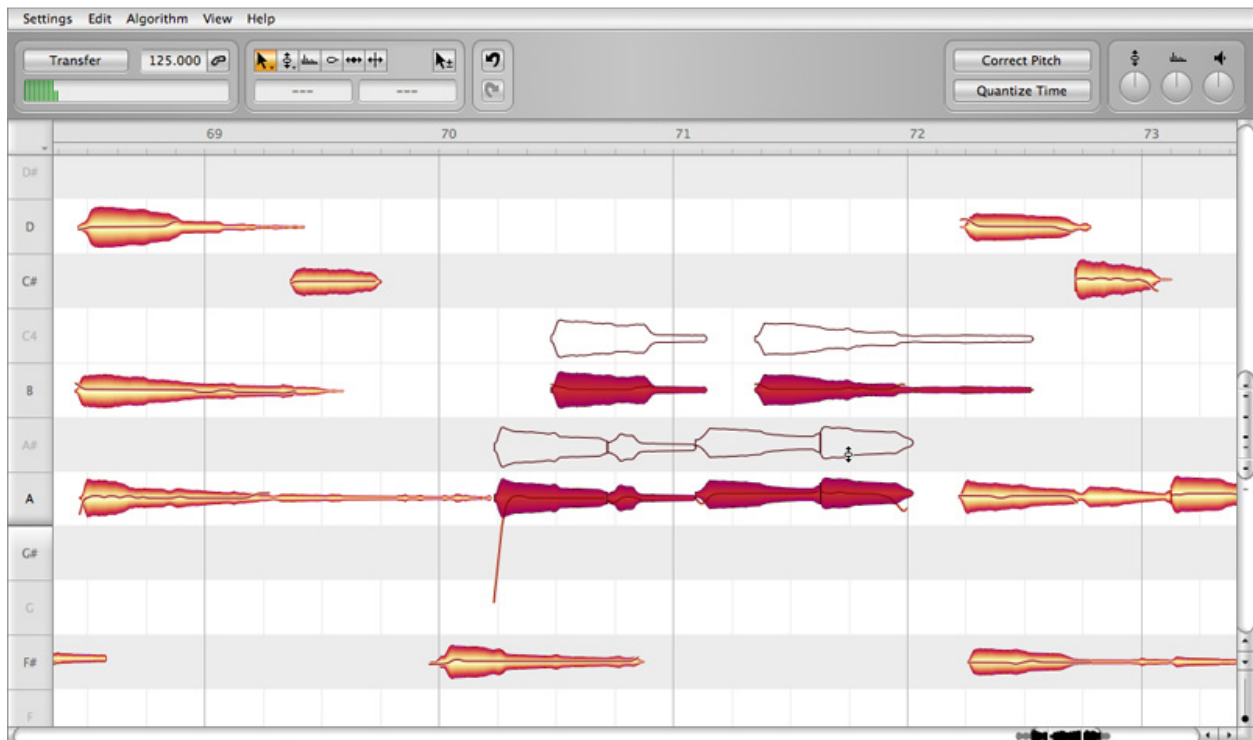 Settings Edit Algorithm View Help
Transfer 125.000
--- ---
Correct Pitch
Quantize Time
69 70 71 72 73
D#
D
C#
C4
B
A#
A
G#
G
F#
F